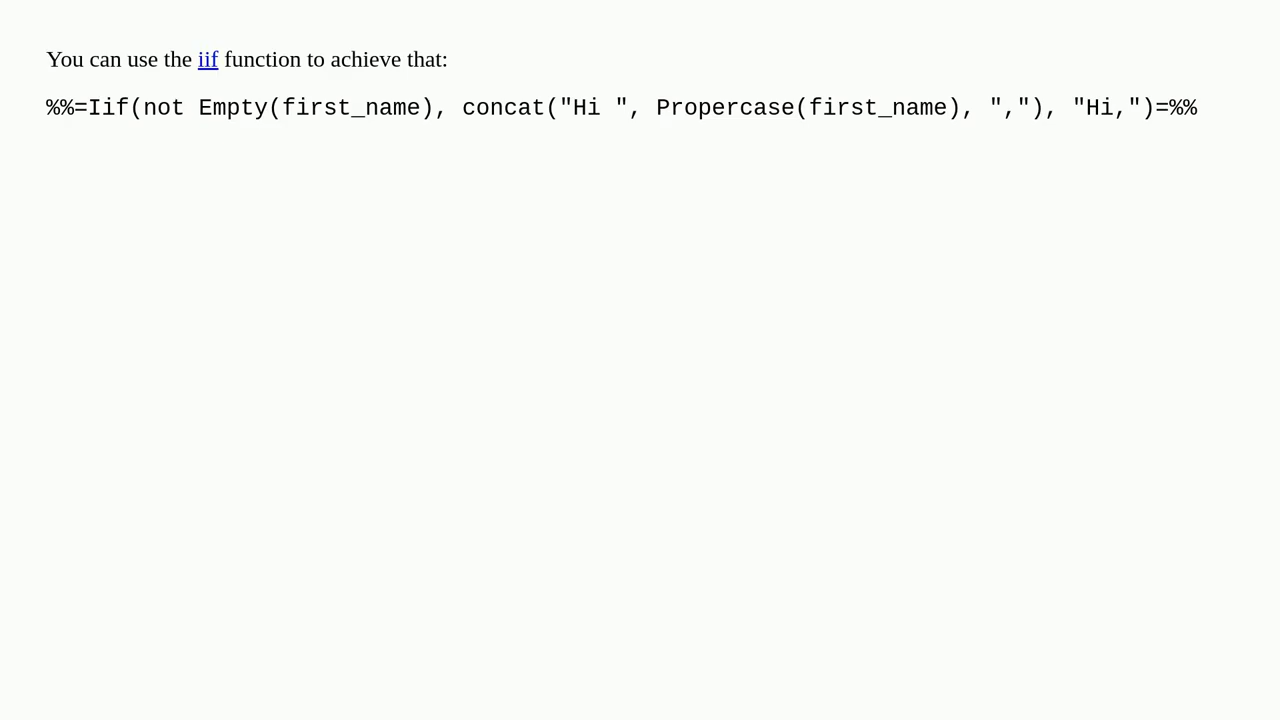 You can use the iif function to achieve that:
%%=Iif(not Empty(first_name), concat("Hi ", Propercase(first_name), ","), "Hi,")=%%